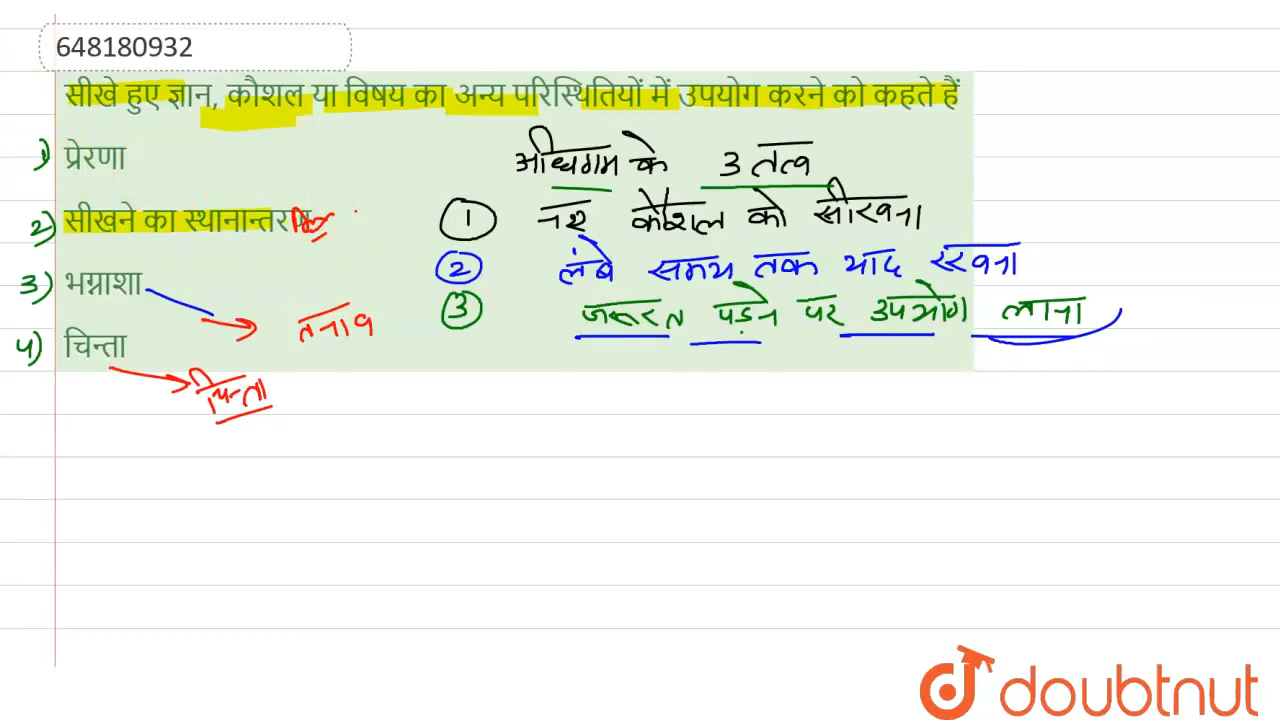 648180932
सीखे हुए ज्ञान, कौशल या विषय का अन्य परिस्थितियों में उपयोग करने को कहते हैं
1) प्रेरणा
2) सीखने का स्थानान्तरण
3) भग्नाशा
4) चिन्ता
अधिगम के 3 तत्व
1 नए कौशल को सीखना
2 लंबे समय तक याद रखना
3 जरूरत पड़ने पर उपयोग लाना
तनाव
चिन्ता
doubtnut